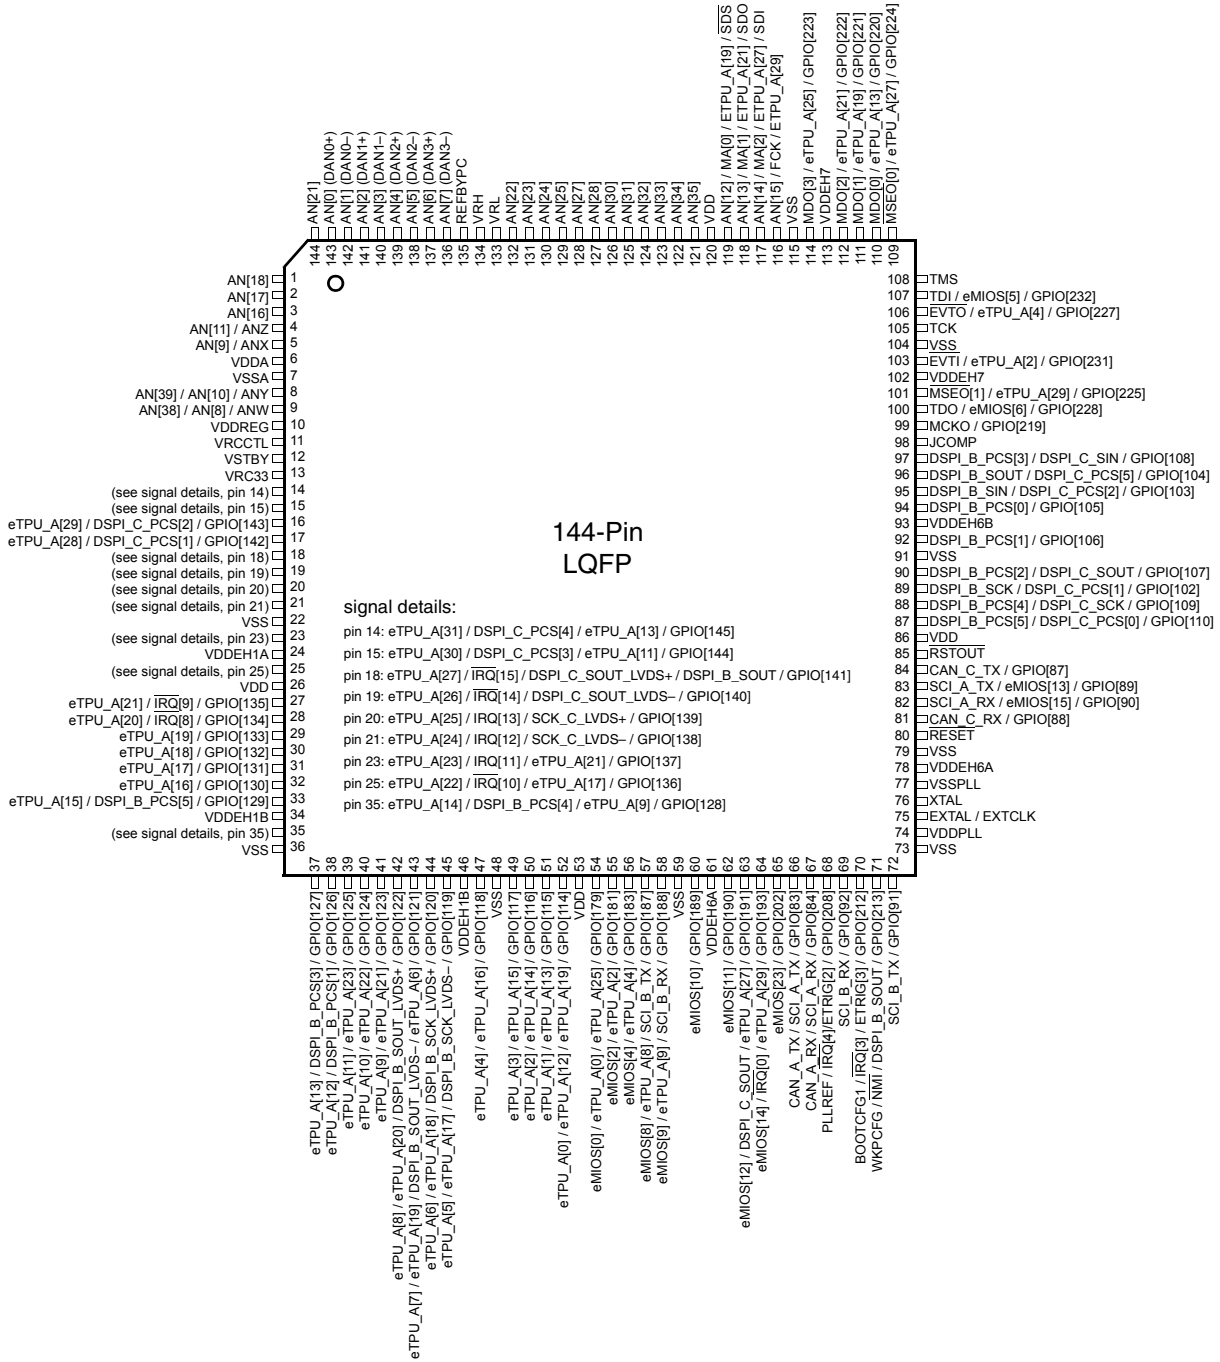 AN[21]
AN[0] (DAN0+)
AN[1] (DAN0–)
AN[2] (DAN1+)
AN[3] (DAN1–)
AN[4] (DAN2+)
AN[5] (DAN2–)
AN[6] (DAN3+)
AN[7] (DAN3–)
REFBYPC
VRH
VRL
AN[22]
AN[23]
AN[24]
AN[25]
AN[27]
AN[28]
AN[30]
AN[31]
AN[32]
AN[33]
AN[34]
AN[35]
VDD
AN[12] / MA[0] / ETPU_A[19] / SDS
AN[13] / MA[1] / ETPU_A[21] / SDO
AN[14] / MA[2] / ETPU_A[27] / SDI
AN[15] / FCK / ETPU_A[29]
VSS
MDO[3] / eTPU_A[25] / GPIO[223]
VDDEH7
MDO[2] / eTPU_A[21] / GPIO[222]
MDO[1] / eTPU_A[19] / GPIO[221]
MDO[0] / eTPU_A[13] / GPIO[220]
MSEO[0] / eTPU_A[27] / GPIO[224]
144
143
142
141
140
139
138
137
136
135
134
133
132
131
130
129
128
127
126
125
124
123
122
121
120
119
118
117
116
115
114
113
112
111
110
109
AN[18] 1
AN[17] 2
AN[16] 3
AN[11] / ANZ 4
AN[9] / ANX 5
VDDA 6
VSSA 7
AN[39] / AN[10] / ANY 8
AN[38] / AN[8] / ANW 9
VDDREG 10
VRCCTL 11
VSTBY 12
VRC33 13
(see signal details, pin 14) 14
(see signal details, pin 15) 15
eTPU_A[29] / DSPI_C_PCS[2] / GPIO[143] 16
eTPU_A[28] / DSPI_C_PCS[1] / GPIO[142] 17
(see signal details, pin 18) 18
(see signal details, pin 19) 19
(see signal details, pin 20) 20
(see signal details, pin 21) 21
VSS 22
(see signal details, pin 23) 23
VDDEH1A 24
(see signal details, pin 25) 25
VDD 26
eTPU_A[21] / IRQ[9] / GPIO[135] 27
eTPU_A[20] / IRQ[8] / GPIO[134] 28
eTPU_A[19] / GPIO[133] 29
eTPU_A[18] / GPIO[132] 30
eTPU_A[17] / GPIO[131] 31
eTPU_A[16] / GPIO[130] 32
eTPU_A[15] / DSPI_B_PCS[5] / GPIO[129] 33
VDDEH1B 34
(see signal details, pin 35) 35
VSS 36
144-Pin
LQFP
signal details:
pin 14: eTPU_A[31] / DSPI_C_PCS[4] / eTPU_A[13] / GPIO[145]
pin 15: eTPU_A[30] / DSPI_C_PCS[3] / eTPU_A[11] / GPIO[144]
pin 18: eTPU_A[27] / IRQ[15] / DSPI_C_SOUT_LVDS+ / DSPI_B_SOUT / GPIO[141]
pin 19: eTPU_A[26] / IRQ[14] / DSPI_C_SOUT_LVDS– / GPIO[140]
pin 20: eTPU_A[25] / IRQ[13] / SCK_C_LVDS+ / GPIO[139]
pin 21: eTPU_A[24] / IRQ[12] / SCK_C_LVDS– / GPIO[138]
pin 23: eTPU_A[23] / IRQ[11] / eTPU_A[21] / GPIO[137]
pin 25: eTPU_A[22] / IRQ[10] / eTPU_A[17] / GPIO[136]
pin 35: eTPU_A[14] / DSPI_B_PCS[4] / eTPU_A[9] / GPIO[128]
108 TMS
107 TDI / eMIOS[5] / GPIO[232]
106 EVTO / eTPU_A[4] / GPIO[227]
105 TCK
104 VSS
103 EVTI / eTPU_A[2] / GPIO[231]
102 VDDEH7
101 MSEO[1] / eTPU_A[29] / GPIO[225]
100 TDO / eMIOS[6] / GPIO[228]
99 MCKO / GPIO[219]
98 JCOMP
97 DSPI_B_PCS[3] / DSPI_C_SIN / GPIO[108]
96 DSPI_B_SOUT / DSPI_C_PCS[5] / GPIO[104]
95 DSPI_B_SIN / DSPI_C_PCS[2] / GPIO[103]
94 DSPI_B_PCS[0] / GPIO[105]
93 VDDEH6B
92 DSPI_B_PCS[1] / GPIO[106]
91 VSS
90 DSPI_B_PCS[2] / DSPI_C_SOUT / GPIO[107]
89 DSPI_B_SCK / DSPI_C_PCS[1] / GPIO[102]
88 DSPI_B_PCS[4] / DSPI_C_SCK / GPIO[109]
87 DSPI_B_PCS[5] / DSPI_C_PCS[0] / GPIO[110]
86 VDD
85 RSTOUT
84 CAN_C_TX / GPIO[87]
83 SCI_A_TX / eMIOS[13] / GPIO[89]
82 SCI_A_RX / eMIOS[15] / GPIO[90]
81 CAN_C_RX / GPIO[88]
80 RESET
79 VSS
78 VDDEH6A
77 VSSPLL
76 XTAL
75 EXTAL / EXTCLK
74 VDDPLL
73 VSS
37
38
39
40
41
42
43
44
45
46
47
48
49
50
51
52
53
54
55
56
57
58
59
60
61
62
63
64
65
66
67
68
69
70
71
72
eTPU_A[13] / DSPI_B_PCS[3] / GPIO[127]
eTPU_A[12] / DSPI_B_PCS[1] / GPIO[126]
eTPU_A[11] / eTPU_A[23] / GPIO[125]
eTPU_A[10] / eTPU_A[22] / GPIO[124]
eTPU_A[9] / eTPU_A[21] / GPIO[123]
eTPU_A[8] / eTPU_A[20] / DSPI_B_SOUT_LVDS+ / GPIO[122]
eTPU_A[7] / eTPU_A[19] / DSPI_B_SOUT_LVDS– / eTPU_A[6] / GPIO[121]
eTPU_A[6] / eTPU_A[18] / DSPI_B_SCK_LVDS+ / GPIO[120]
eTPU_A[5] / eTPU_A[17] / DSPI_B_SCK_LVDS– / GPIO[119]
VDDEH1B
eTPU_A[4] / eTPU_A[16] / GPIO[118]
VSS
eTPU_A[3] / eTPU_A[15] / GPIO[117]
eTPU_A[2] / eTPU_A[14] / GPIO[116]
eTPU_A[1] / eTPU_A[13] / GPIO[115]
eTPU_A[0] / eTPU_A[12] / eTPU_A[19] / GPIO[114]
VDD
eMIOS[0] / eTPU_A[0] / eTPU_A[25] / GPIO[179]
eMIOS[2] / eTPU_A[2] / GPIO[181]
eMIOS[4] / eTPU_A[4] / GPIO[183]
eMIOS[8] / eTPU_A[8] / SCI_B_TX / GPIO[187]
eMIOS[9] / eTPU_A[9] / SCI_B_RX / GPIO[188]
VSS
eMIOS[10] / GPIO[189]
VDDEH6A
eMIOS[11] / GPIO[190]
eMIOS[12] / DSPI_C_SOUT / eTPU_A[27] / GPIO[191]
eMIOS[14] / IRQ[0] / eTPU_A[29] / GPIO[193]
eMIOS[23] / GPIO[202]
CAN_A_TX / SCI_A_TX / GPIO[83]
CAN_A_RX / SCI_A_RX / GPIO[84]
PLLREF / IRQ[4]/ETRIG[2] / GPIO[208]
SCI_B_RX / GPIO[92]
BOOTCFG1 / IRQ[3] / ETRIG[3] / GPIO[212]
WKPCFG / NMI / DSPI_B_SOUT / GPIO[213]
SCI_B_TX / GPIO[91]